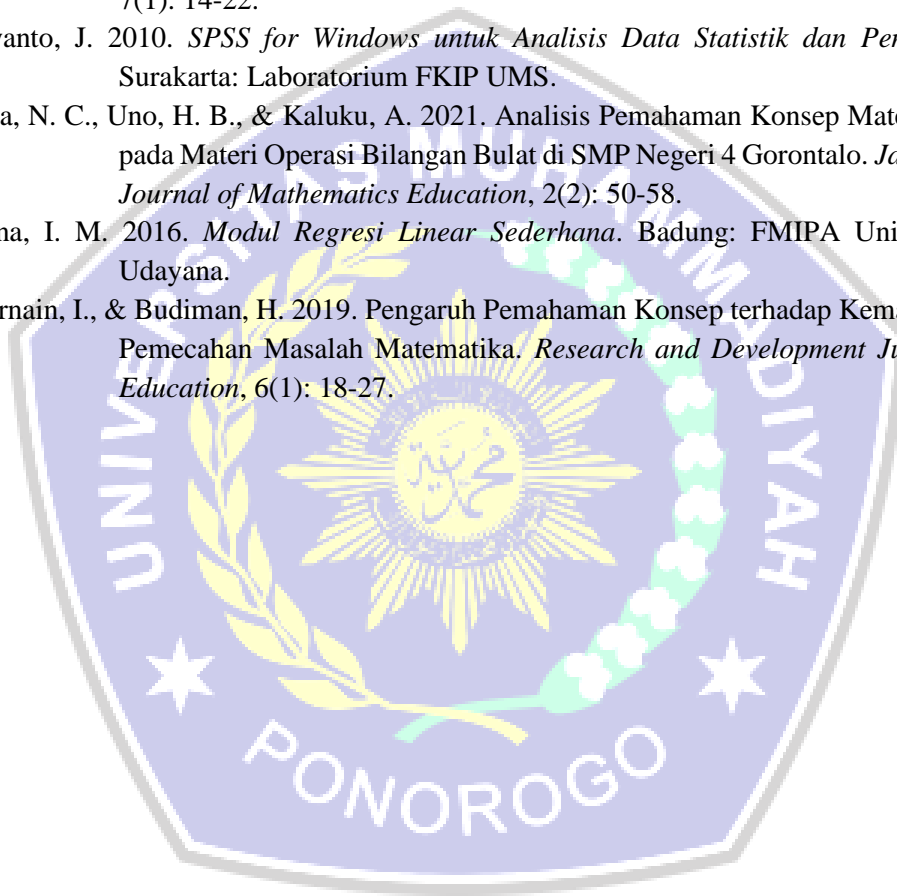 7(1): 14-22.
anto, J. 2010. SPSS for Windows untuk Analisis Data Statistik dan Pen
Surakarta: Laboratorium FKIP UMS.
a, N. C., Uno, H. B., & Kaluku, A. 2021. Analisis Pemahaman Konsep Mate
pada Materi Operasi Bilangan Bulat di SMP Negeri 4 Gorontalo. Ja
Journal of Mathematics Education, 2(2): 50-58.
na, I. M. 2016. Modul Regresi Linear Sederhana. Badung: FMIPA Uni
Udayana.
rnain, I., & Budiman, H. 2019. Pengaruh Pemahaman Konsep terhadap Kema
Pemecahan Masalah Matematika. Research and Development Ju
Education, 6(1): 18-27.
UNIVERSITAS MUHAMMADIYAH
PONOROGO